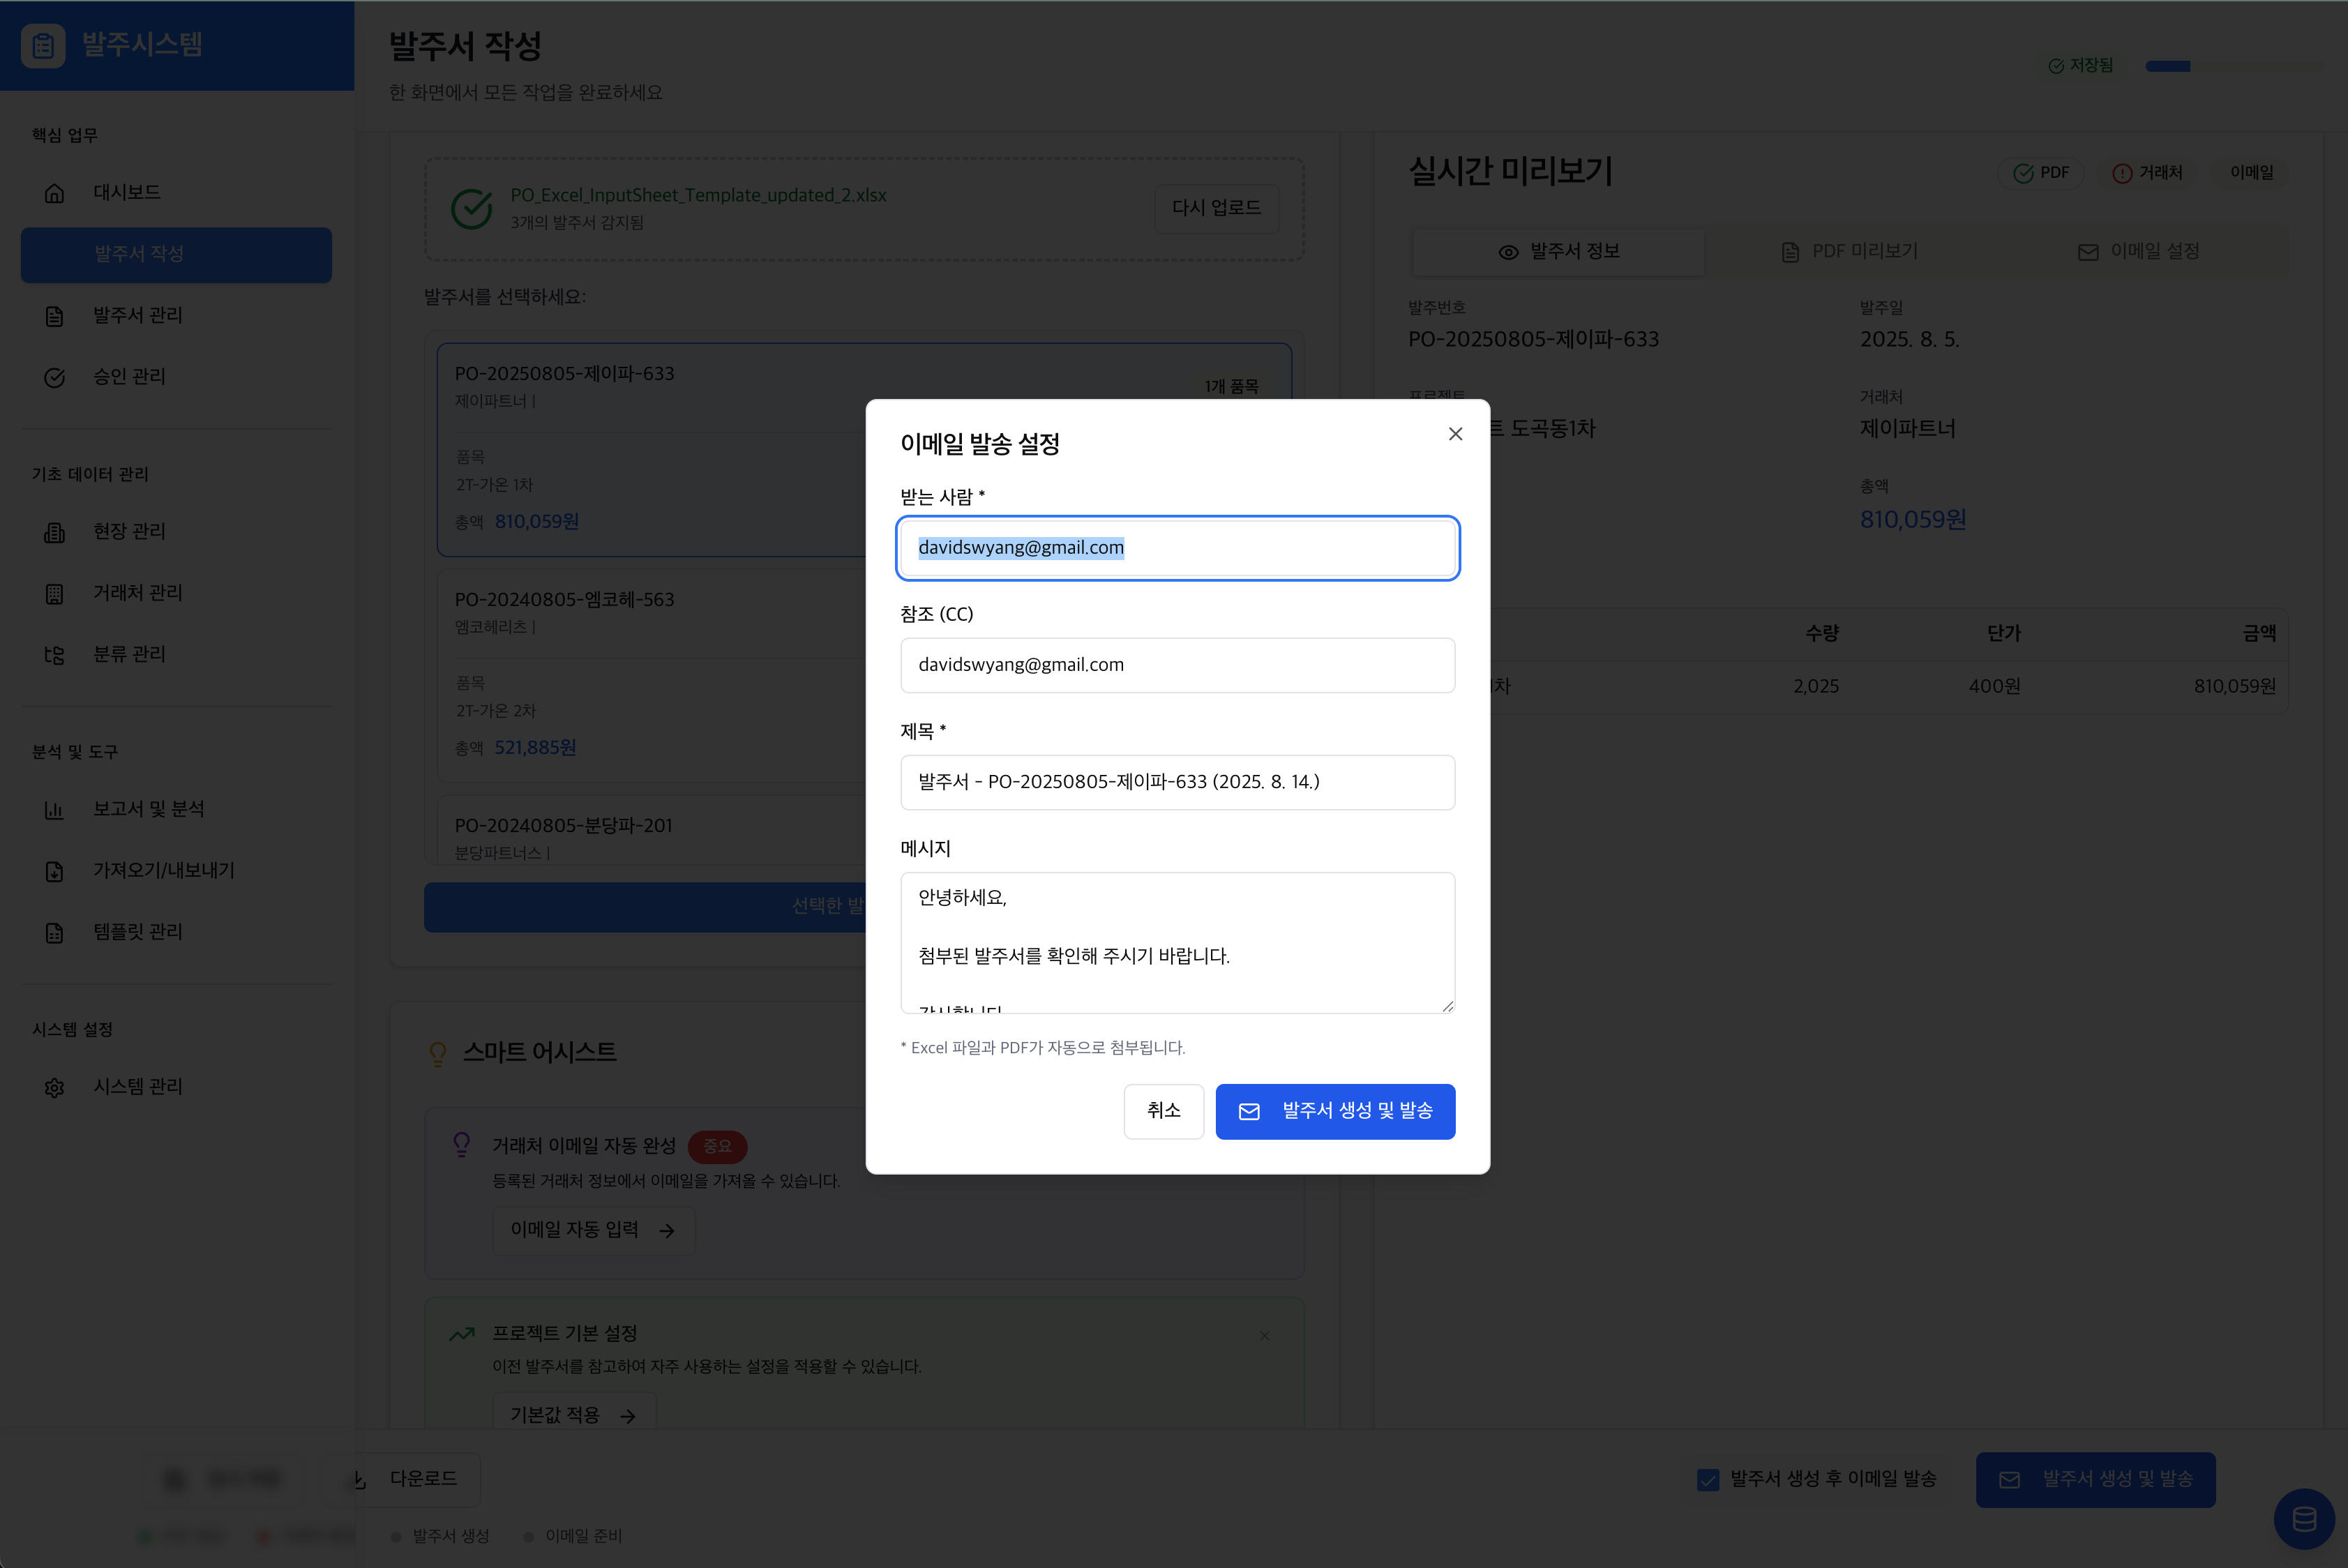 발주시스템
핵심 업무
대시보드
발주서 작성
발주서 관리
승인 관리
기초 데이터 관리
현장 관리
거래처 관리
분류 관리
분석 및 도구
보고서 및 분석
가져오기/내보내기
템플릿 관리
시스템 설정
시스템 관리
발주서 작성
한 화면에서 모든 작업을 완료하세요
저장됨
PO_Excel_InputSheet_Template_updated_2.xlsx
3개의 발주서 감지됨
다시 업로드
발주서를 선택하세요:
PO-20250805-제이파-633
제이파트너 |
1개 품목
품목
2T-가온 1차
총액 810,059원
PO-20240805-엠코헤-563
엠코헤리츠 |
품목
2T-가온 2차
총액 521,885원
PO-20240805-분당파-201
분당파트너스 |
선택한 발
스마트 어시스트
거래처 이메일 자동 완성 중요
등록된 거래처 정보에서 이메일을 가져올 수 있습니다.
이메일 자동 입력
프로젝트 기본 설정
이전 발주서를 참고하여 자주 사용하는 설정을 적용할 수 있습니다.
기본값 적용
실시간 미리보기
PDF 거래처 이메일
발주서 정보 PDF 미리보기 이메일 설정
발주번호
PO-20250805-제이파-633
발주일
2025. 8. 5.
프로젝트
트 도곡동1차
거래처
제이파트너
총액
810,059원
수량 단가 금액
1차 2,025 400원 810,059원
이메일 발송 설정
받는 사람 *
davidswyang@gmail.com
참조 (CC)
davidswyang@gmail.com
제목 *
발주서 - PO-20250805-제이파-633 (2025. 8. 14.)
메시지
안녕하세요,
첨부된 발주서를 확인해 주시기 바랍니다.
감사합니다
* Excel 파일과 PDF가 자동으로 첨부됩니다.
취소 발주서 생성 및 발송
다운로드
발주서 생성 이메일 준비
발주서 생성 후 이메일 발송
발주서 생성 및 발송